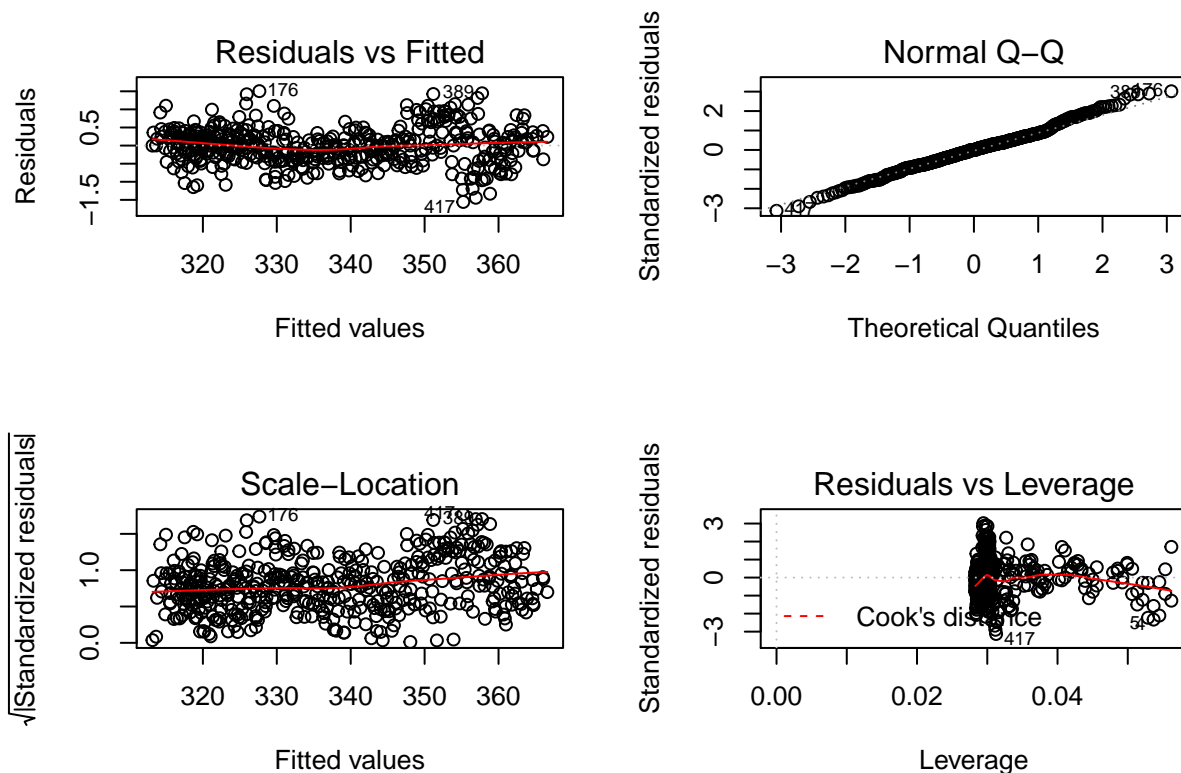 Residuals vs Fitted
Residuals
0.5
−1.5
176
389
417
320 330 340 350 360
Fitted values
Normal Q−Q
Standardized residuals
2
0
−3
389
176
417
−3 −2 −1 0 1 2 3
Theoretical Quantiles
Scale−Location
√|Standardized residuals|
1.0
0.0
176
417
389
320 330 340 350 360
Fitted values
Residuals vs Leverage
Standardized residuals
3
0
−3
Cook's distance
417
0.00 0.02 0.04
Leverage